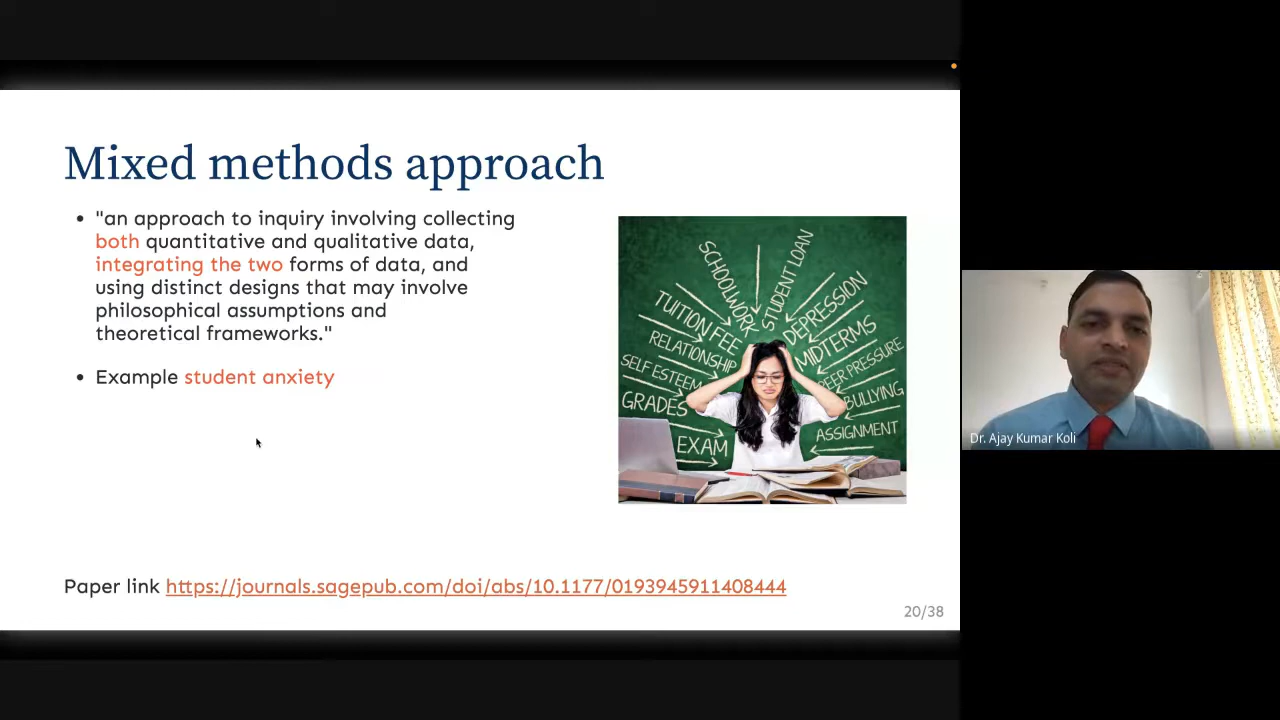 Mixed methods approach
• "an approach to inquiry involving collecting
both quantitative and qualitative data,
integrating the two forms of data, and
using distinct designs that may involve
philosophical assumptions and
theoretical frameworks."
• Example student anxiety
SCHOOLWORK
STUDENT LOAN
TUITION FEE
DEPRESSION
RELATIONSHIP
MIDTERMS
SELF ESTEEM
PEER PRESSURE
GRADES
BULLYING
EXAM
ASSIGNMENT
Paper link https://journals.sagepub.com/doi/abs/10.1177/0193945911408444
20/38
Dr. Ajay Kumar Koli